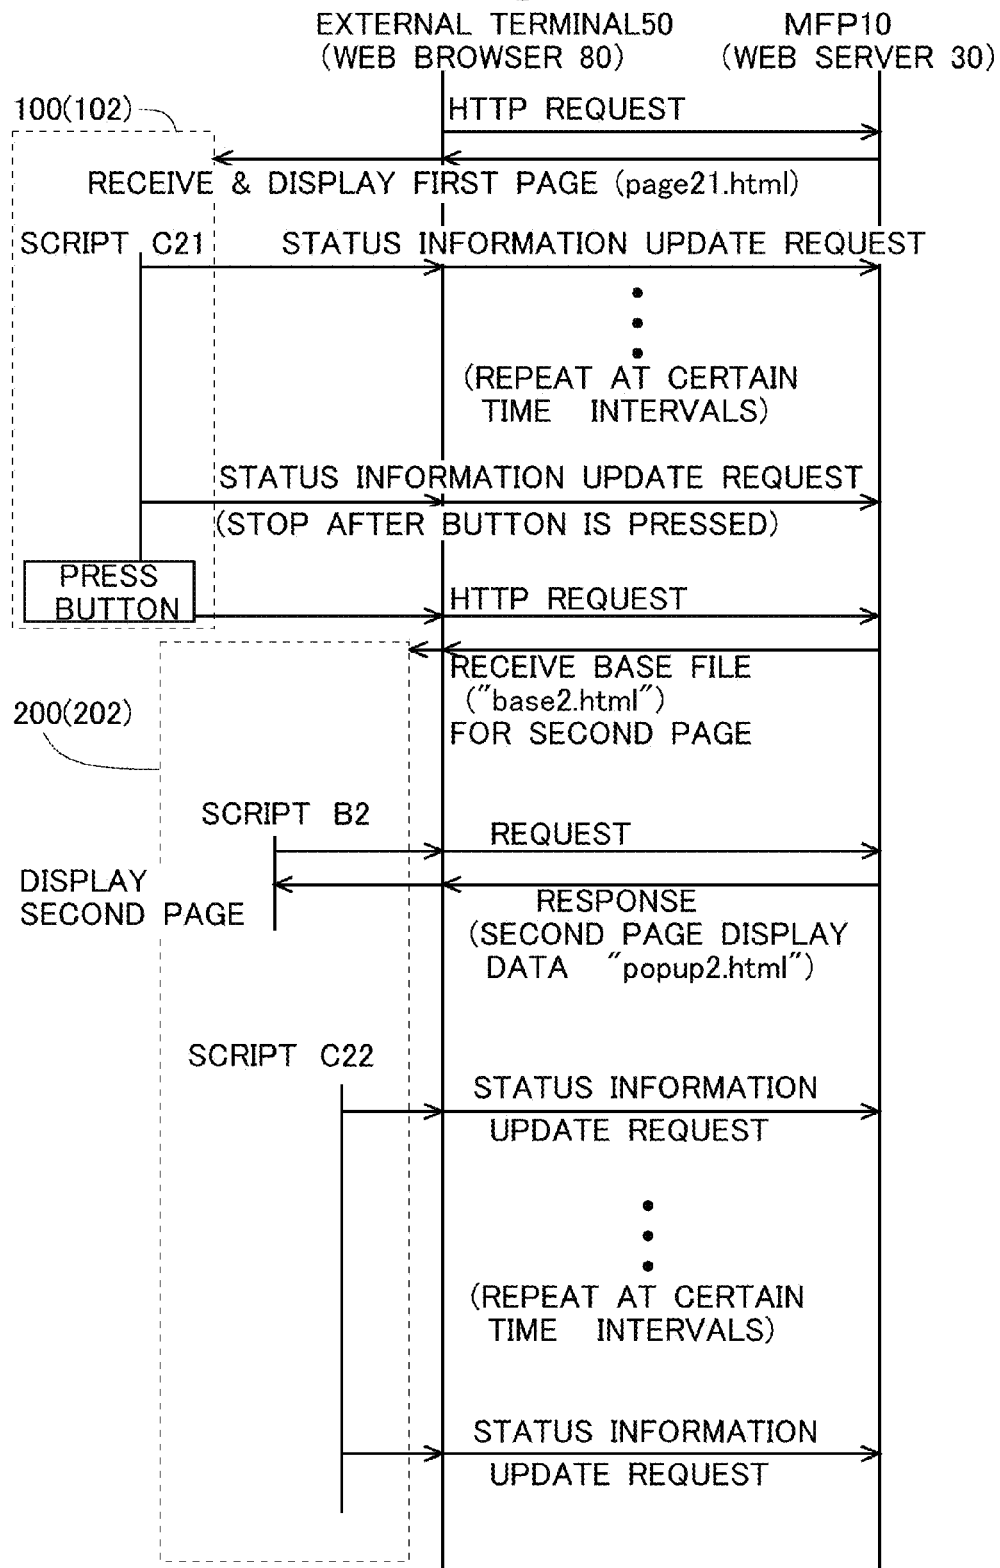 EXTERNAL TERMINAL50
(WEB BROWSER 80)
MFP10
(WEB SERVER 30)
100(102)
HTTP REQUEST
RECEIVE & DISPLAY FIRST PAGE (page21.html)
SCRIPT C21
STATUS INFORMATION UPDATE REQUEST
(REPEAT AT CERTAIN
TIME INTERVALS)
STATUS INFORMATION UPDATE REQUEST
(STOP AFTER BUTTON IS PRESSED)
PRESS
BUTTON
HTTP REQUEST
RECEIVE BASE FILE
("base2.html")
FOR SECOND PAGE
200(202)
SCRIPT B2
REQUEST
DISPLAY
SECOND PAGE
RESPONSE
(SECOND PAGE DISPLAY
DATA "popup2.html")
SCRIPT C22
STATUS INFORMATION
UPDATE REQUEST
(REPEAT AT CERTAIN
TIME INTERVALS)
STATUS INFORMATION
UPDATE REQUEST